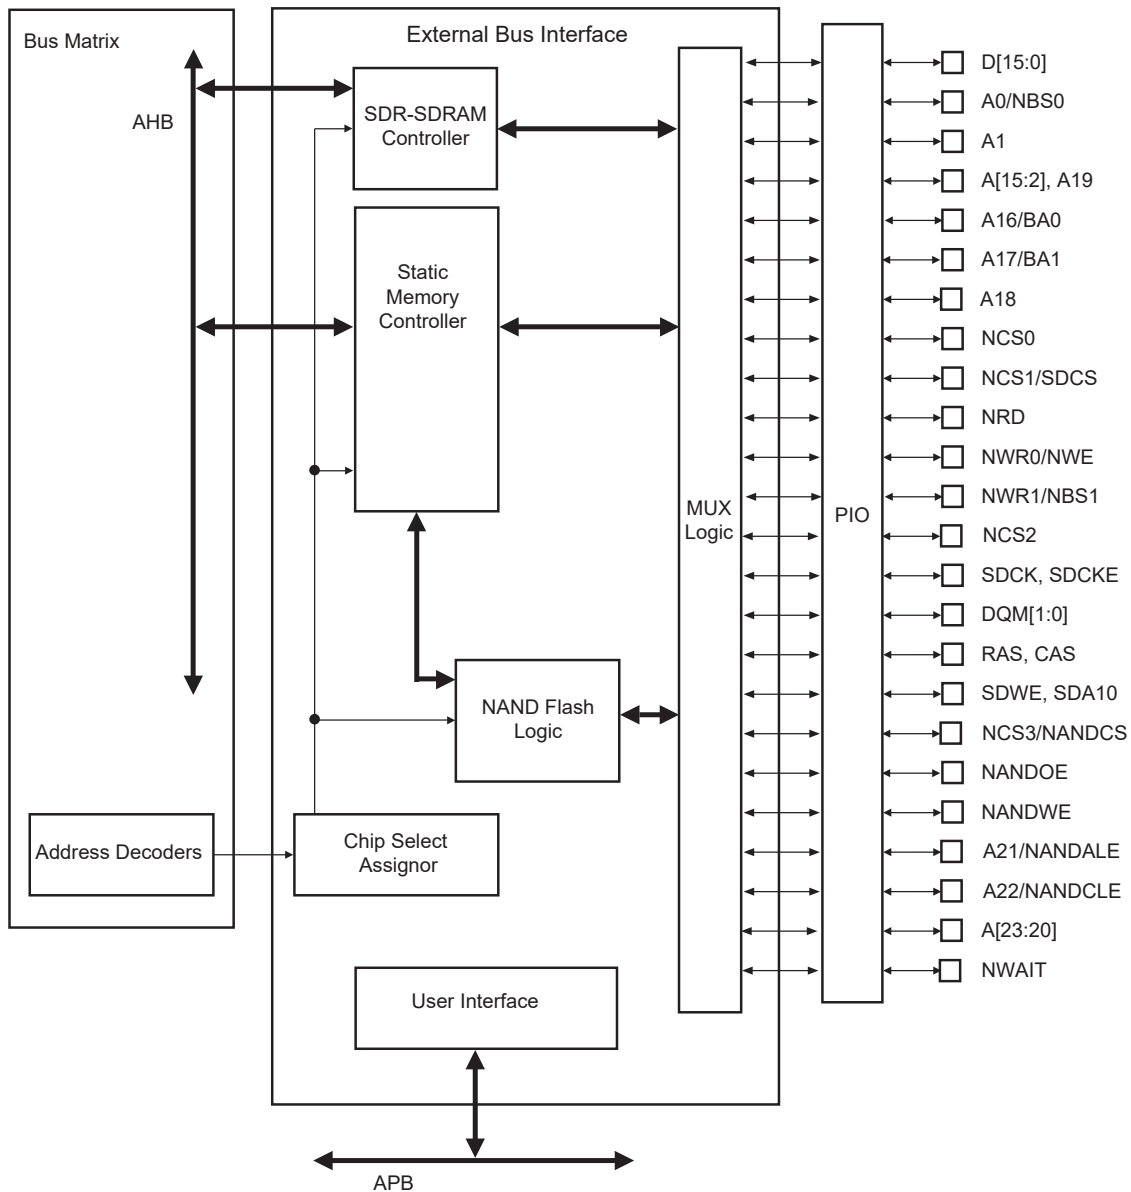 Bus Matrix
External Bus Interface
AHB
SDR-SDRAM
Controller
Static
Memory
Controller
NAND Flash
Logic
Address Decoders
Chip Select
Assignor
User Interface
APB
MUX
Logic
PIO
D[15:0]
A0/NBS0
A1
A[15:2], A19
A16/BA0
A17/BA1
A18
NCS0
NCS1/SDCS
NRD
NWR0/NWE
NWR1/NBS1
NCS2
SDCK, SDCKE
DQM[1:0]
RAS, CAS
SDWE, SDA10
NCS3/NANDCS
NANDOE
NANDWE
A21/NANDALE
A22/NANDCLE
A[23:20]
NWAIT